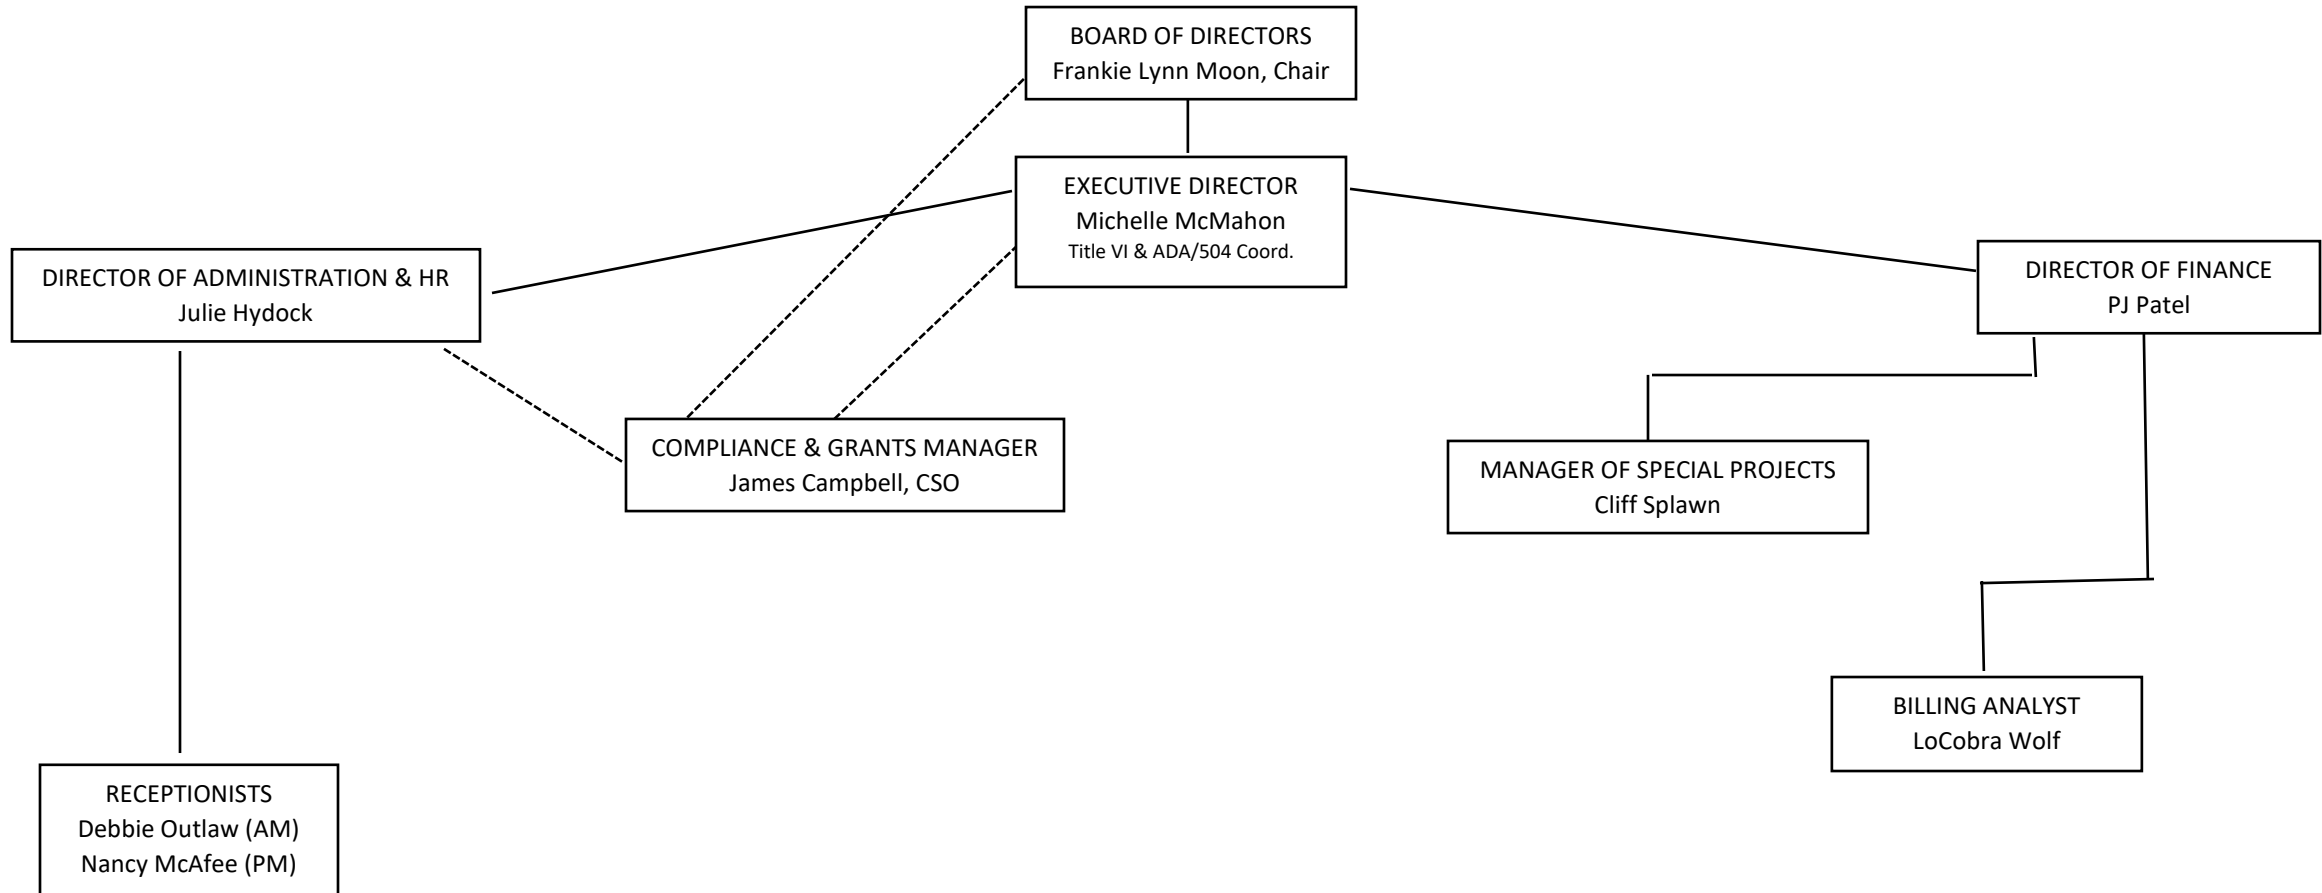 BOARD OF DIRECTORS
Frankie Lynn Moon, Chair
EXECUTIVE DIRECTOR
Michelle McMahon
Title VI & ADA/504 Coord.
DIRECTOR OF ADMINISTRATION & HR
Julie Hydock
DIRECTOR OF FINANCE
PJ Patel
COMPLIANCE & GRANTS MANAGER
James Campbell, CSO
MANAGER OF SPECIAL PROJECTS
Cliff Splawn
BILLING ANALYST
LoCobra Wolf
RECEPTIONISTS
Debbie Outlaw (AM)
Nancy McAfee (PM)